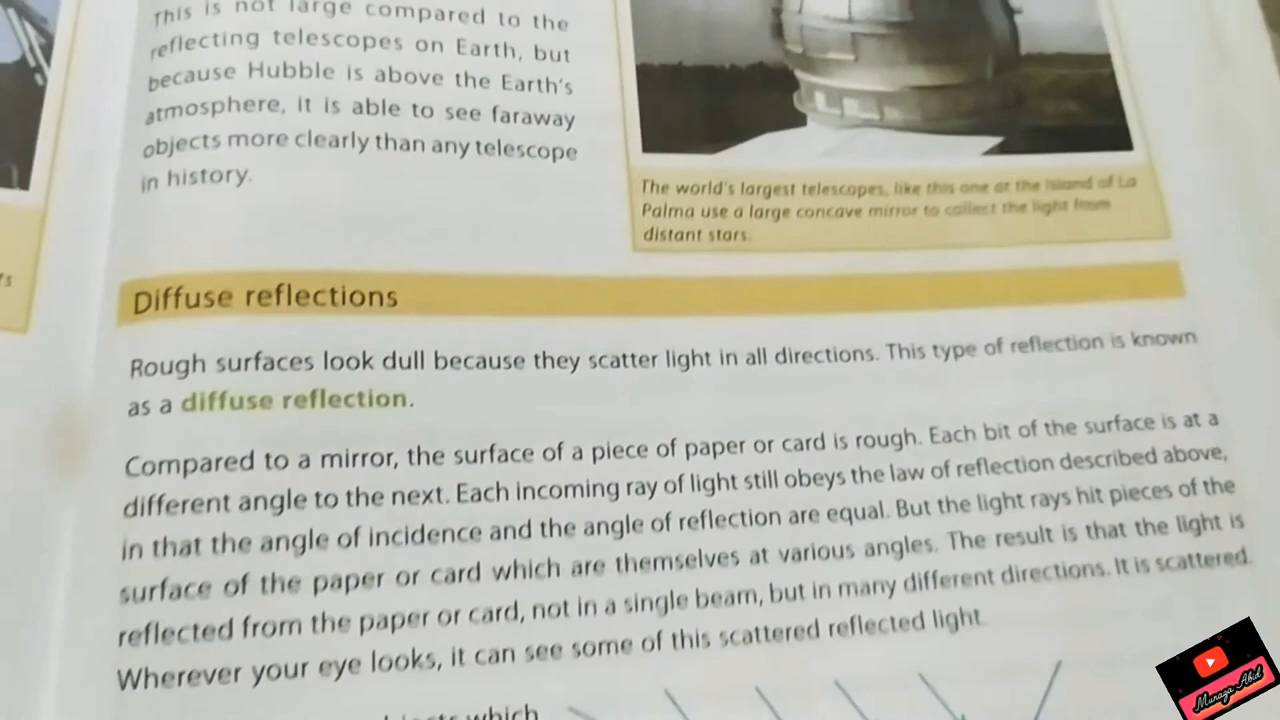 This is not large compared to the
reflecting telescopes on Earth, but
because Hubble is above the Earth's
atmosphere, it is able to see faraway
objects more clearly than any telescope
in history.
The world's largest telescopes, like this one at the island of La
Palma use a large concave mirror to collect the light from
distant stars.
Diffuse reflections
Rough surfaces look dull because they scatter light in all directions. This type of reflection is known
as a diffuse reflection.
Compared to a mirror, the surface of a piece of paper or card is rough. Each bit of the surface is at a
different angle to the next. Each incoming ray of light still obeys the law of reflection described above,
in that the angle of incidence and the angle of reflection are equal. But the light rays hit pieces of the
surface of the paper or card which are themselves at various angles. The result is that the light is
reflected from the paper or card, not in a single beam, but in many different directions. It is scattered.
Wherever your eye looks, it can see some of this scattered reflected light.
which
Munaza Abid